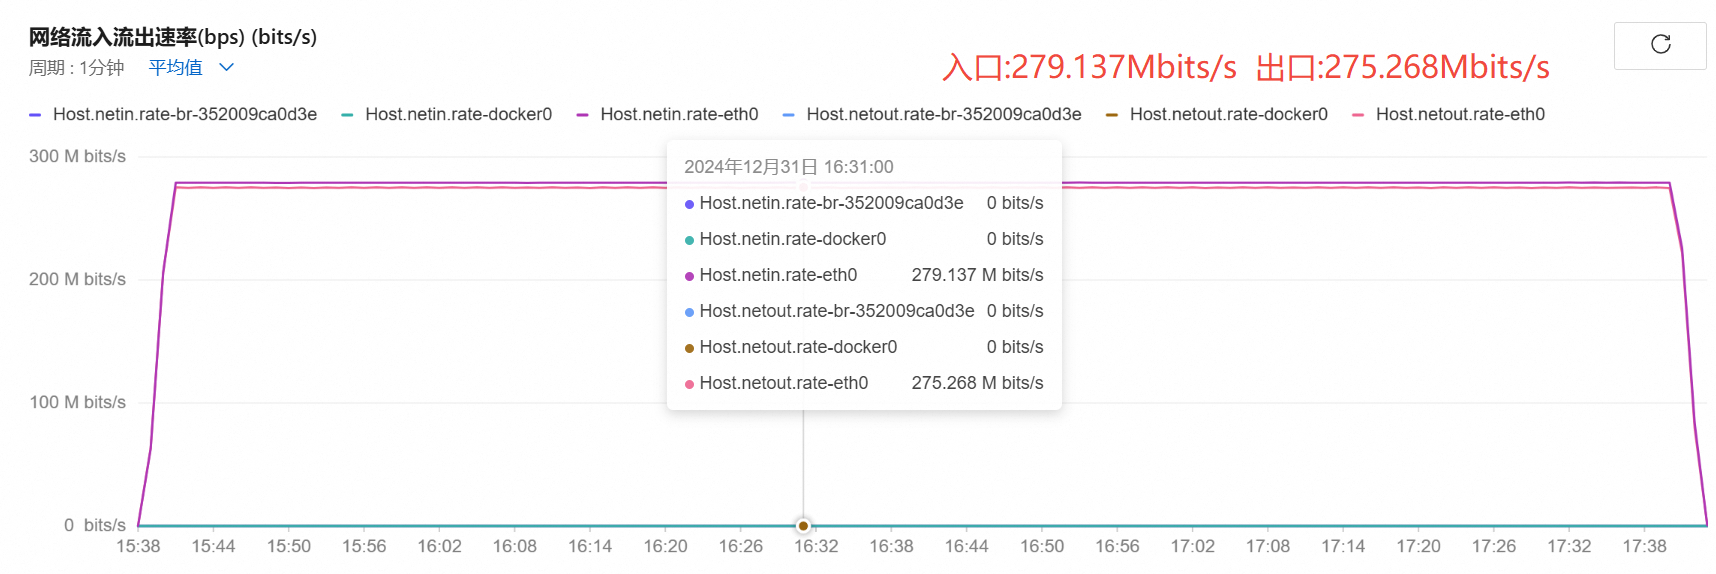 网络流入流出速率(bps) (bits/s)
周期 : 1分钟 平均值
入口:279.137Mbits/s 出口:275.268Mbits/s
Host.netin.rate-br-352009ca0d3e Host.netin.rate-docker0 Host.netin.rate-eth0 Host.netout.rate-br-352009ca0d3e Host.netout.rate-docker0 Host.netout.rate-eth0
300 M bits/s
200 M bits/s
100 M bits/s
0 bits/s
2024年12月31日 16:31:00
Host.netin.rate-br-352009ca0d3e 0 bits/s
Host.netin.rate-docker0 0 bits/s
Host.netin.rate-eth0 279.137 M bits/s
Host.netout.rate-br-352009ca0d3e 0 bits/s
Host.netout.rate-docker0 0 bits/s
Host.netout.rate-eth0 275.268 M bits/s
15:38 15:44 15:50 15:56 16:02 16:08 16:14 16:20 16:26 16:32 16:38 16:44 16:50 16:56 17:02 17:08 17:14 17:20 17:26 17:32 17:38